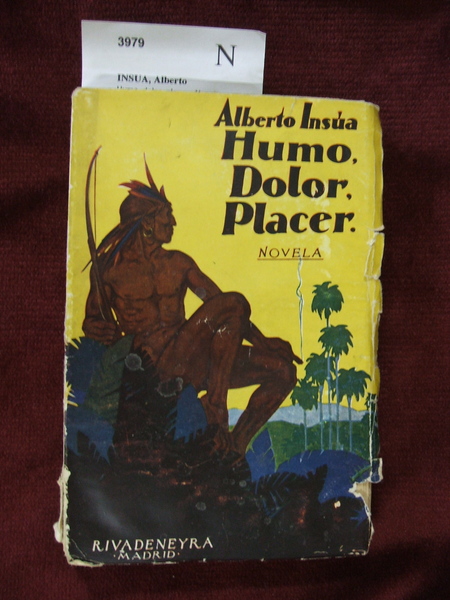 3979
N
INSUA, Alberto
Alberto Insúa
Humo,
Dolor,
Placer.
NOVELA
RIVADENEYRA
·MADRID·